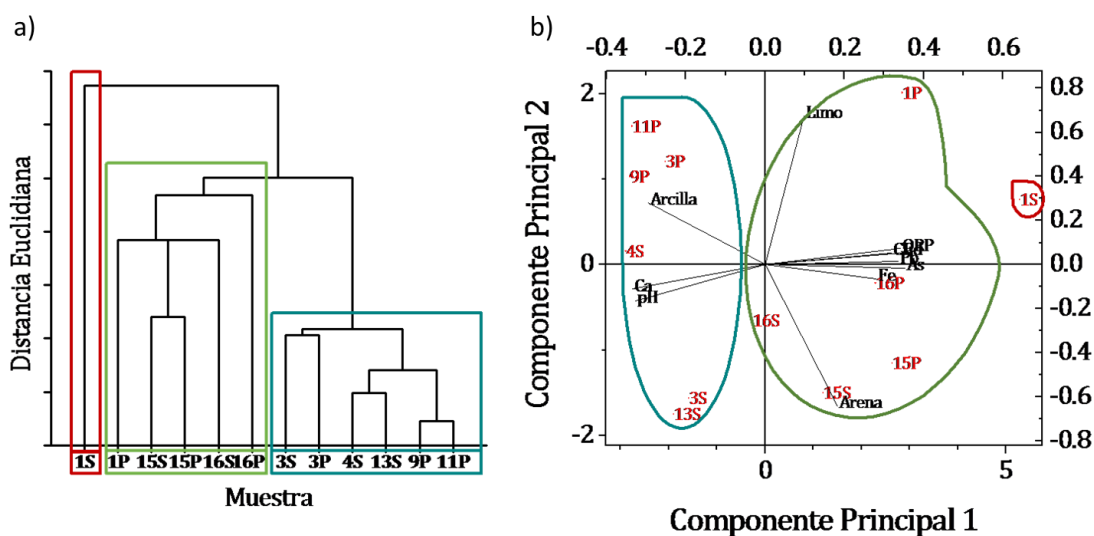 a)
Distancia Euclidiana
1S 1P 15S 15P 16S 16P 3S 3P 4S 13S 9P 11P
Muestra
b)
-0.4 -0.2 0.0 0.2 0.4 0.6
Componente Principal 2
2
0
-2
0.8
0.6
0.4
0.2
0.0
-0.2
-0.4
-0.6
-0.8
1P
Limo
11P
3P
9P
Arcilla
1S
4S
ORP
Pb
As
Ca
Fe
pH
16P
16S
15P
3S
15S
Arena
13S
0 5
Componente Principal 1